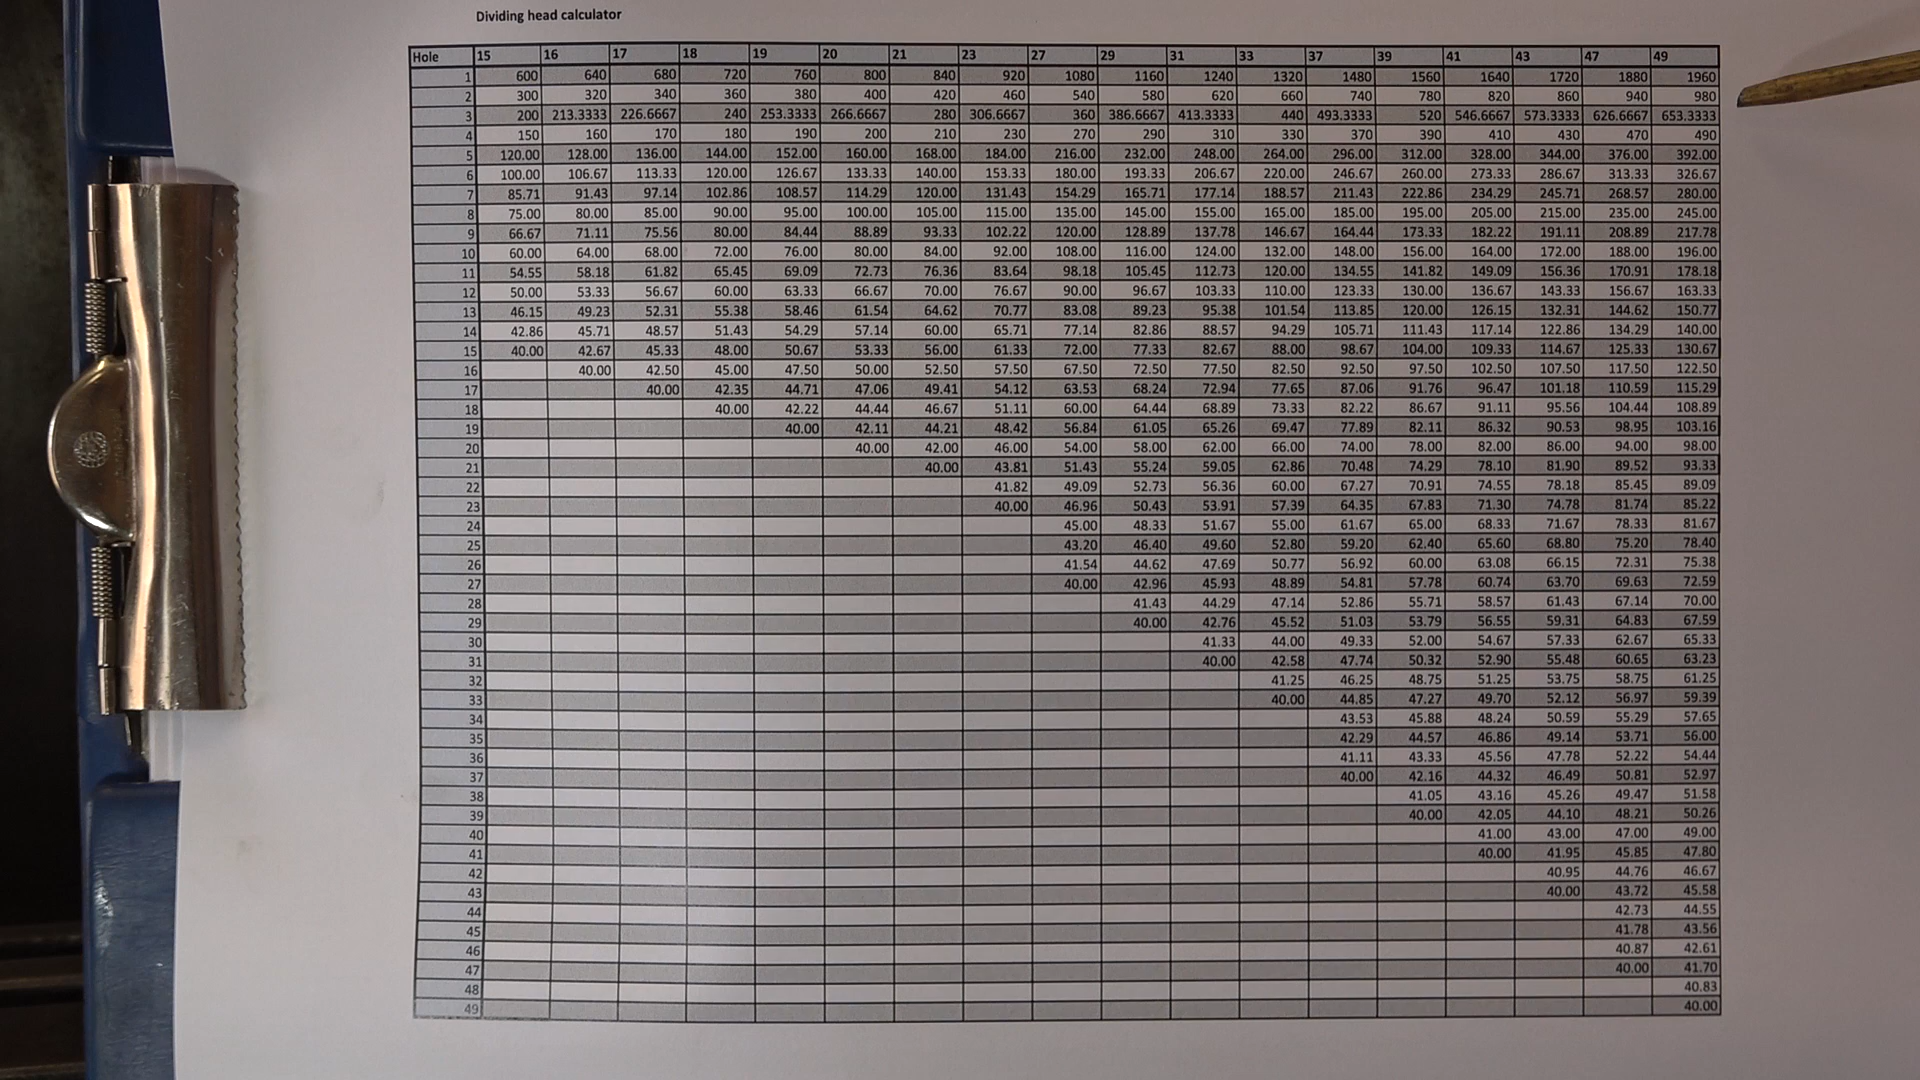 Dividing head calculator
Hole 15 16 17 18 19 20 21 23 27 29 31 33 37 39 41 43 47 49
1 600 640 680 720 760 800 840 920 1080 1160 1240 1320 1480 1560 1640 1720 1880 1960
2 300 320 340 360 380 400 420 460 540 580 620 660 740 780 820 860 940 980
3 200 213.3333 226.6667 240 253.3333 266.6667 280 306.6667 360 386.6667 413.3333 440 493.3333 520 546.6667 573.3333 626.6667 653.3333
4 150 160 170 180 190 200 210 230 270 290 310 330 370 390 410 430 470 490
5 120.00 128.00 136.00 144.00 152.00 160.00 168.00 184.00 216.00 232.00 248.00 264.00 296.00 312.00 328.00 344.00 376.00 392.00
6 100.00 106.67 113.33 120.00 126.67 133.33 140.00 153.33 180.00 193.33 206.67 220.00 246.67 260.00 273.33 286.67 313.33 326.67
7 85.71 91.43 97.14 102.86 108.57 114.29 120.00 131.43 154.29 165.71 177.14 188.57 211.43 222.86 234.29 245.71 268.57 280.00
8 75.00 80.00 85.00 90.00 95.00 100.00 105.00 115.00 135.00 145.00 155.00 165.00 185.00 195.00 205.00 215.00 235.00 245.00
9 66.67 71.11 75.56 80.00 84.44 88.89 93.33 102.22 120.00 128.89 137.78 146.67 164.44 173.33 182.22 191.11 208.89 217.78
10 60.00 64.00 68.00 72.00 76.00 80.00 84.00 92.00 108.00 116.00 124.00 132.00 148.00 156.00 164.00 172.00 188.00 196.00
11 54.55 58.18 61.82 65.45 69.09 72.73 76.36 83.64 98.18 105.45 112.73 120.00 134.55 141.82 149.09 156.36 170.91 178.18
12 50.00 53.33 56.67 60.00 63.33 66.67 70.00 76.67 90.00 96.67 103.33 110.00 123.33 130.00 136.67 143.33 156.67 163.33
13 46.15 49.23 52.31 55.38 58.46 61.54 64.62 70.77 83.08 89.23 95.38 101.54 113.85 120.00 126.15 132.31 144.62 150.77
14 42.86 45.71 48.57 51.43 54.29 57.14 60.00 65.71 77.14 82.86 88.57 94.29 105.71 111.43 117.14 122.86 134.29 140.00
15 40.00 42.67 45.33 48.00 50.67 53.33 56.00 61.33 72.00 77.33 82.67 88.00 98.67 104.00 109.33 114.67 125.33 130.67
16 40.00 42.50 45.00 47.50 50.00 52.50 57.50 67.50 72.50 77.50 82.50 92.50 97.50 102.50 107.50 117.50 122.50
17 40.00 42.35 44.71 47.06 49.41 54.12 63.53 68.24 72.94 77.65 87.06 91.76 96.47 101.18 110.59 115.29
18 40.00 42.22 44.44 46.67 51.11 60.00 64.44 68.89 73.33 82.22 86.67 91.11 95.56 104.44 108.89
19 40.00 42.11 44.21 48.42 56.84 61.05 65.26 69.47 77.89 82.11 86.32 90.53 98.95 103.16
20 40.00 42.00 46.00 54.00 58.00 62.00 66.00 74.00 78.00 82.00 86.00 94.00 98.00
21 40.00 43.81 51.43 55.24 59.05 62.86 70.48 74.29 78.10 81.90 89.52 93.33
22 41.82 49.09 52.73 56.36 60.00 67.27 70.91 74.55 78.18 85.45 89.09
23 40.00 46.96 50.43 53.91 57.39 64.35 67.83 71.30 74.78 81.74 85.22
24 45.00 48.33 51.67 55.00 61.67 65.00 68.33 71.67 78.33 81.67
25 43.20 46.40 49.60 52.80 59.20 62.40 65.60 68.80 75.20 78.40
26 41.54 44.62 47.69 50.77 56.92 60.00 63.08 66.15 72.31 75.38
27 40.00 42.96 45.93 48.89 54.81 57.78 60.74 63.70 69.63 72.59
28 41.43 44.29 47.14 52.86 55.71 58.57 61.43 67.14 70.00
29 40.00 42.76 45.52 51.03 53.79 56.55 59.31 64.83 67.59
30 41.33 44.00 49.33 52.00 54.67 57.33 62.67 65.33
31 40.00 42.58 47.74 50.32 52.90 55.48 60.65 63.23
32 41.25 46.25 48.75 51.25 53.75 58.75 61.25
33 40.00 44.85 47.27 49.70 52.12 56.97 59.39
34 43.53 45.88 48.24 50.59 55.29 57.65
35 42.29 44.57 46.86 49.14 53.71 56.00
36 41.11 43.33 45.56 47.78 52.22 54.44
37 40.00 42.16 44.32 46.49 50.81 52.97
38 41.05 43.16 45.26 49.47 51.58
39 40.00 42.05 44.10 48.21 50.26
40 41.00 43.00 47.00 49.00
41 40.00 41.95 45.85 47.80
42 40.95 44.76 46.67
43 40.00 43.72 45.58
44 42.73 44.55
45 41.78 43.56
46 40.87 42.61
47 40.00 41.70
48 40.83
49 40.00